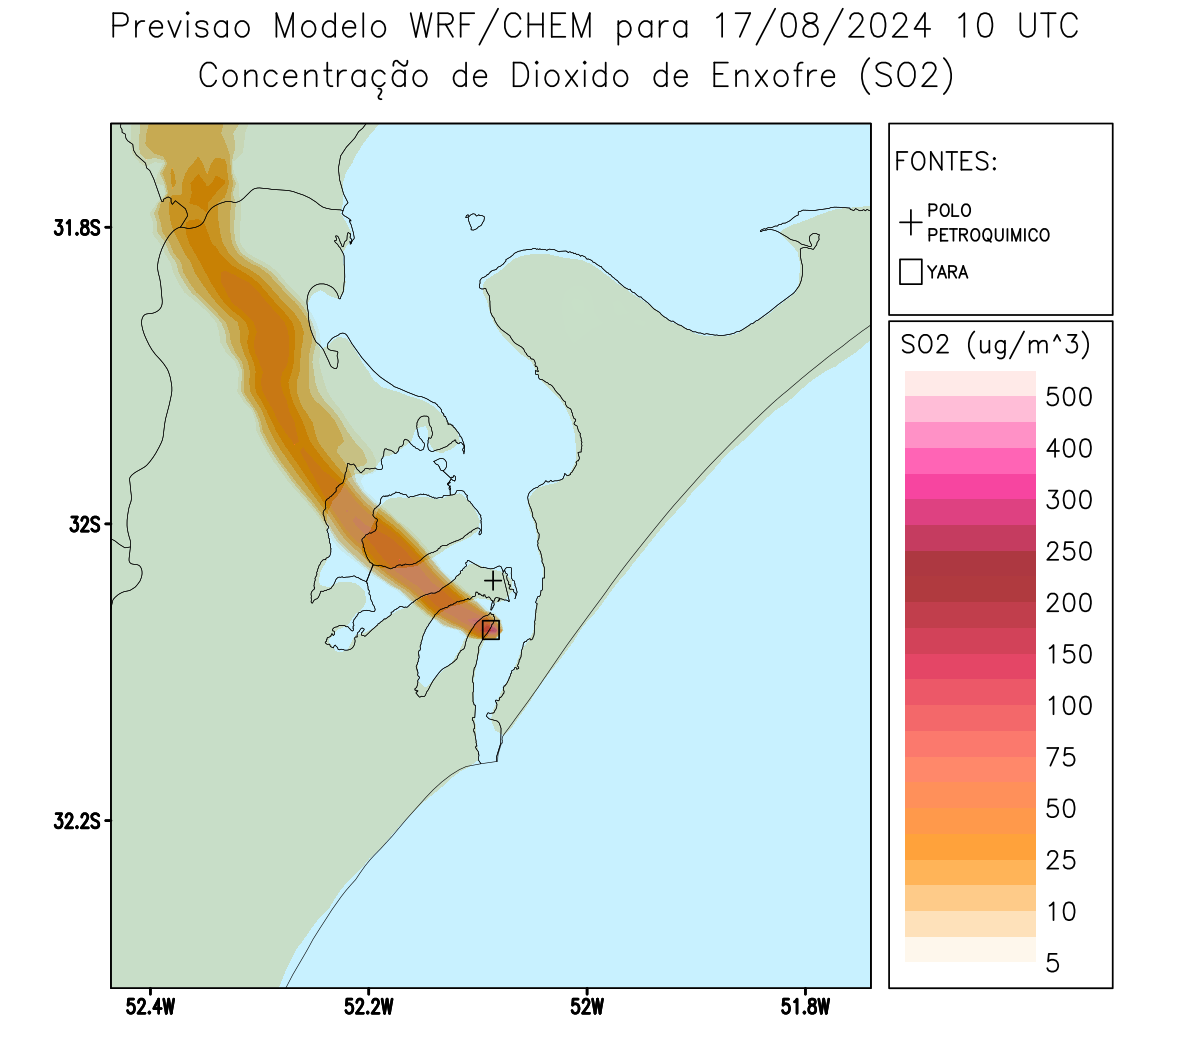 Previsao Modelo WRF/CHEM para 17/08/2024 10 UTC
Concentração de Dioxido de Enxofre (SO2)
FONTES:
POLO
PETROQUIMICO
YARA
SO2 (ug/m^3)
500
400
300
250
200
150
100
75
50
25
10
5
31.8S
32S
32.2S
52.4W
52.2W
52W
51.8W